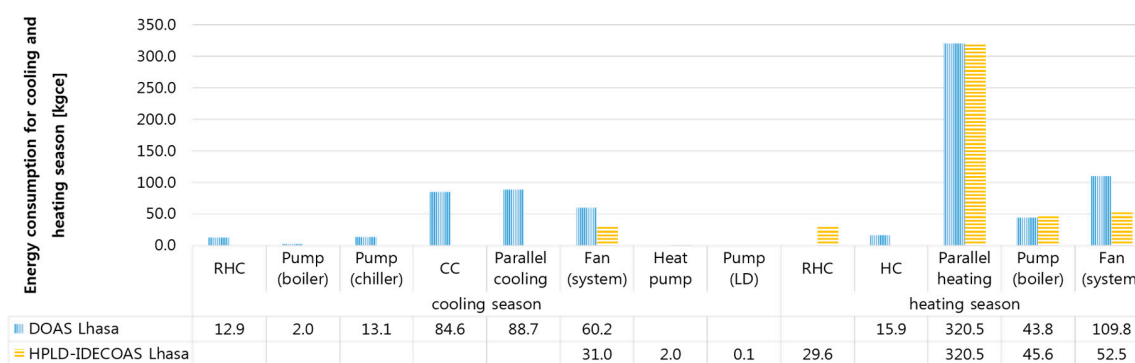 Energy consumption for cooling and
heating season [kgce]
350.0
300.0
250.0
200.0
150.0
100.0
50.0
0.0
RHC
Pump
(boiler)
Pump
(chiller)
CC
Parallel
cooling
Fan
(system)
Heat
pump
Pump
(LD)
RHC
HC
Parallel
heating
Pump
(boiler)
Fan
(system
cooling season
heating season
DOAS Lhasa 12.9 2.0 13.1 84.6 88.7 60.2 15.9 320.5 43.8 109.8
HPLD-IDECOAS Lhasa 31.0 2.0 0.1 29.6 320.5 45.6 52.5